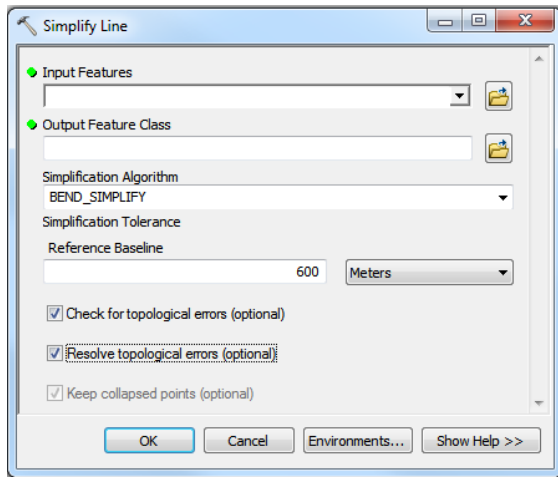 Simplify Line
Input Features
Output Feature Class
Simplification Algorithm
BEND_SIMPLIFY
Simplification Tolerance
Reference Baseline
600 Meters
Check for topological errors (optional)
Resolve topological errors (optional)
Keep collapsed points (optional)
OK Cancel Environments... Show Help >>